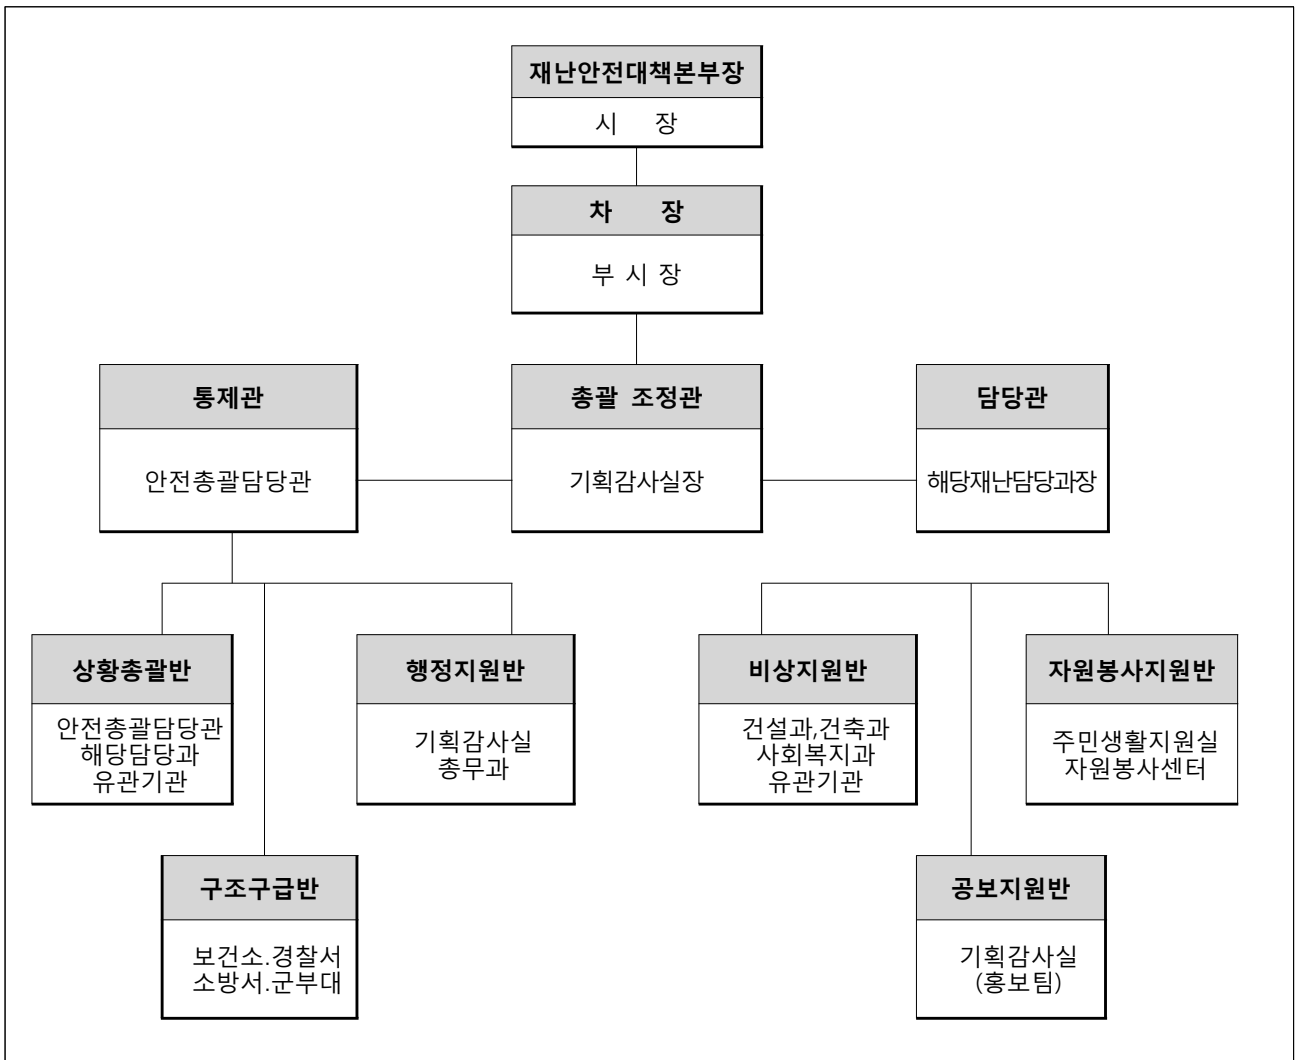 재난안전대책본부장
시 장
차 장
부 시 장
통제관
안전총괄담당관
총괄 조정관
기획감사실장
담당관
해당재난담당과장
상황총괄반
안전총괄담당관
해당담당과
유관기관
행정지원반
기획감사실
총무과
비상지원반
건설과,건축과
사회복지과
유관기관
자원봉사지원반
주민생활지원실
자원봉사센터
구조구급반
보건소.경찰서
소방서.군부대
공보지원반
기획감사실
(홍보팀)